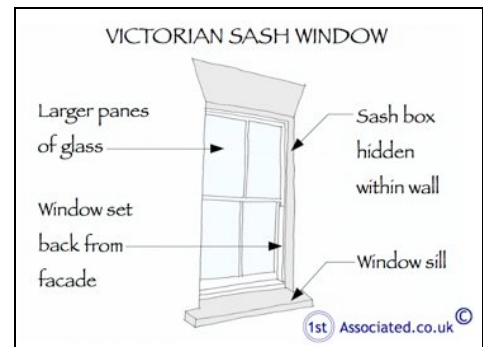 VICTORIAN SASH WINDOW
Larger panes
of glass
Window set
back from
facade
Sash box
hidden
within wall
Window sill
1st Associated.co.uk ©